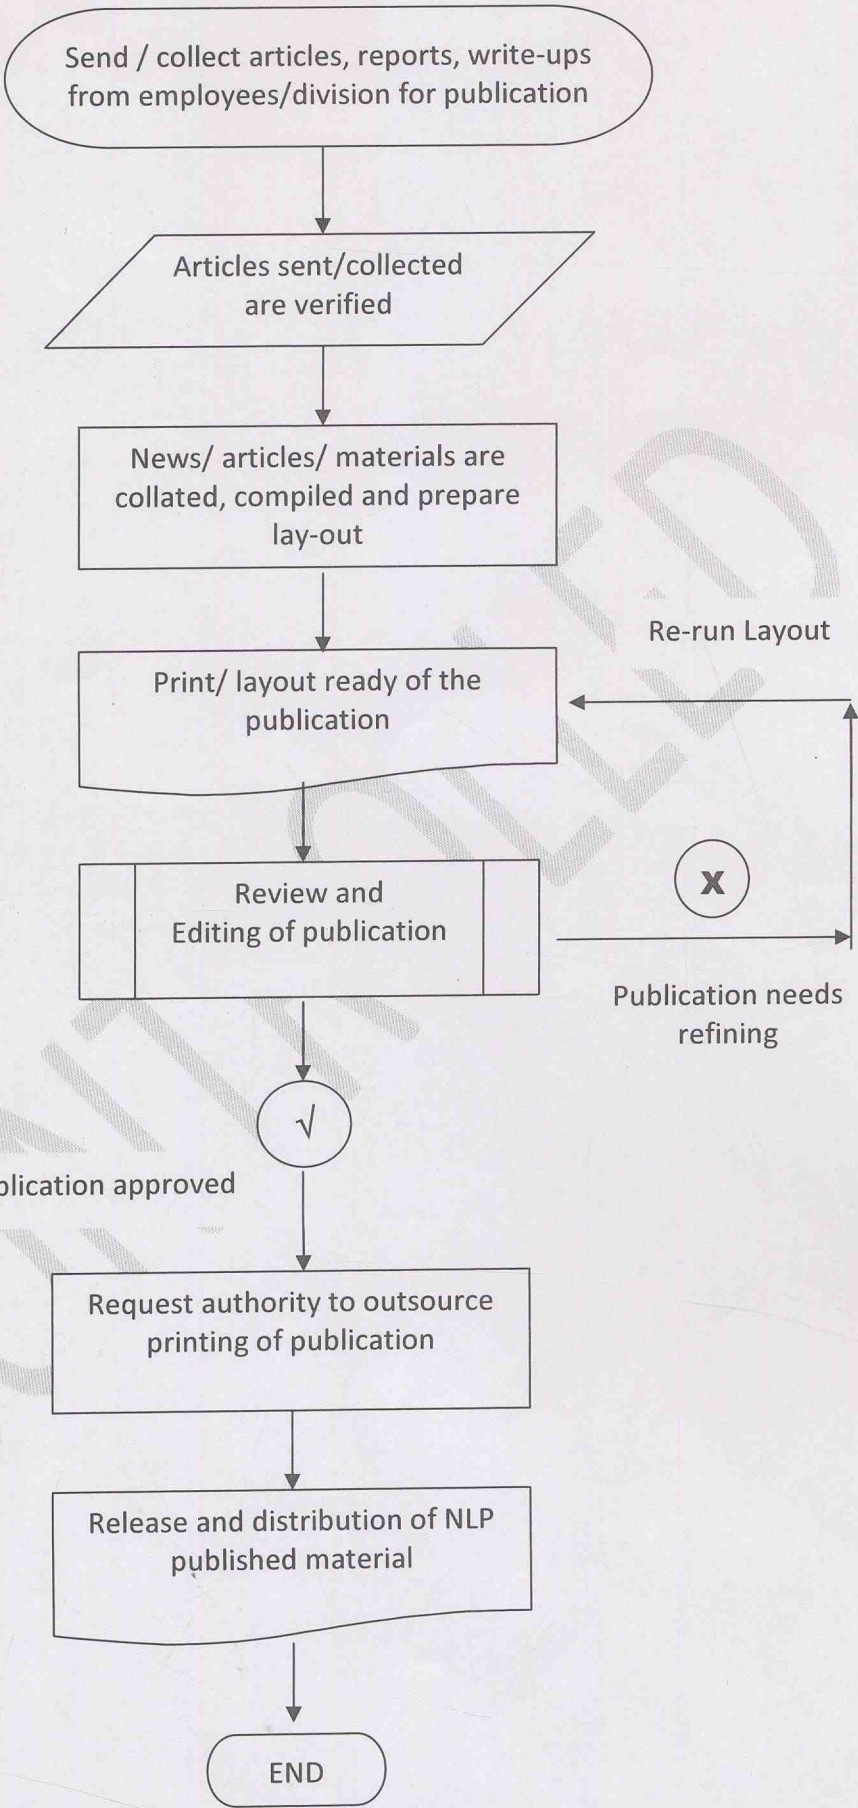 Send / collect articles, reports, write-ups
from employees/division for publication
Articles sent/collected
are verified
News/ articles/ materials are
collated, compiled and prepare
lay-out
Re-run Layout
Print/ layout ready of the
publication
X
Review and
Editing of publication
Publication needs
refining
√
blication approved
Request authority to outsource
printing of publication
Release and distribution of NLP
published material
END